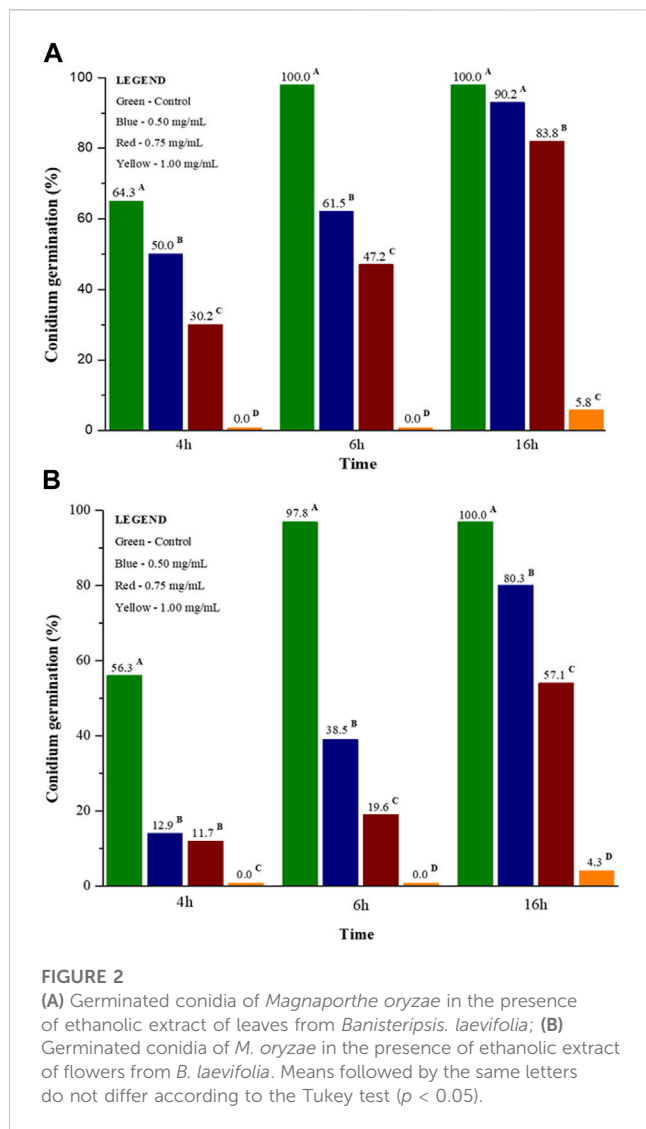 A
LEGEND
Green - Control
Blue - 0.50 mg/mL
Red - 0.75 mg/mL
Yellow - 1.00 mg/mL
Conidium germination (%)
100
80
60
40
20
0
64.3 A
50.0 B
30.2 C
0.0 D
100.0 A
61.5 B
47.2 C
0.0 D
100.0 A
90.2 A
83.8 B
5.8 C
4h
6h
16h
Time
B
LEGEND
Green - Control
Blue - 0.50 mg/mL
Red - 0.75 mg/mL
Yellow - 1.00 mg/mL
Conidium germination (%)
100
80
60
40
20
0
56.3 A
12.9 B
11.7 B
0.0 C
97.8 A
38.5 B
19.6 C
0.0 D
100.0 A
80.3 B
57.1 C
4.3 D
4h
6h
16h
Time
FIGURE 2
(A) Germinated conidia of Magnaporthe oryzae in the presence
of ethanolic extract of leaves from Banisteripsis. laevifolia; (B)
Germinated conidia of M. oryzae in the presence of ethanolic extract
of flowers from B. laevifolia. Means followed by the same letters
do not differ according to the Tukey test (p < 0.05).